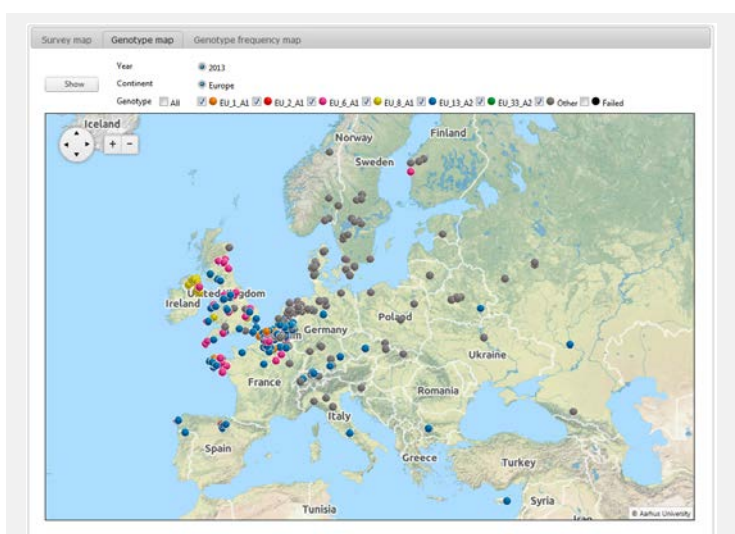 Survey map Genotype map Genotype frequency map
Year 2013
Show Continent Europe
Genotype All EU_1_A1 EU_2_A1 EU_6_A1 EU_8_A1 EU_13_A2 EU_33_A2 Other Failed
Iceland
+ −
Norway Finland
Sweden
United Kingdom
Ireland
Poland
Germany
Ukraine
France
Romania
Italy
Spain
Greece Turkey
Syria
Tunisia
© Aarhus University